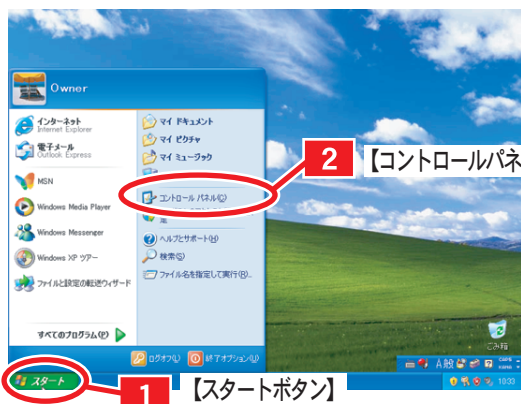 Owner
インターネット
Internet Explorer
電子メール
Outlook Express
MSN
Windows Media Player
Windows Messenger
Windows XP ツアー
ファイルと設定の転送ウィザード
すべてのプログラム(P)
マイ ドキュメント
マイ ピクチャ
マイ ミュージック
コントロール パネル(C)
ヘルプとサポート(H)
検索(S)
ファイル名を指定して実行(R)...
ログオフ(L)
終了オプション(U)
2 【コントロールパネ
ごみ箱
A 般
CAPS
KANA
スタート
1 【スタートボタン】
10:33